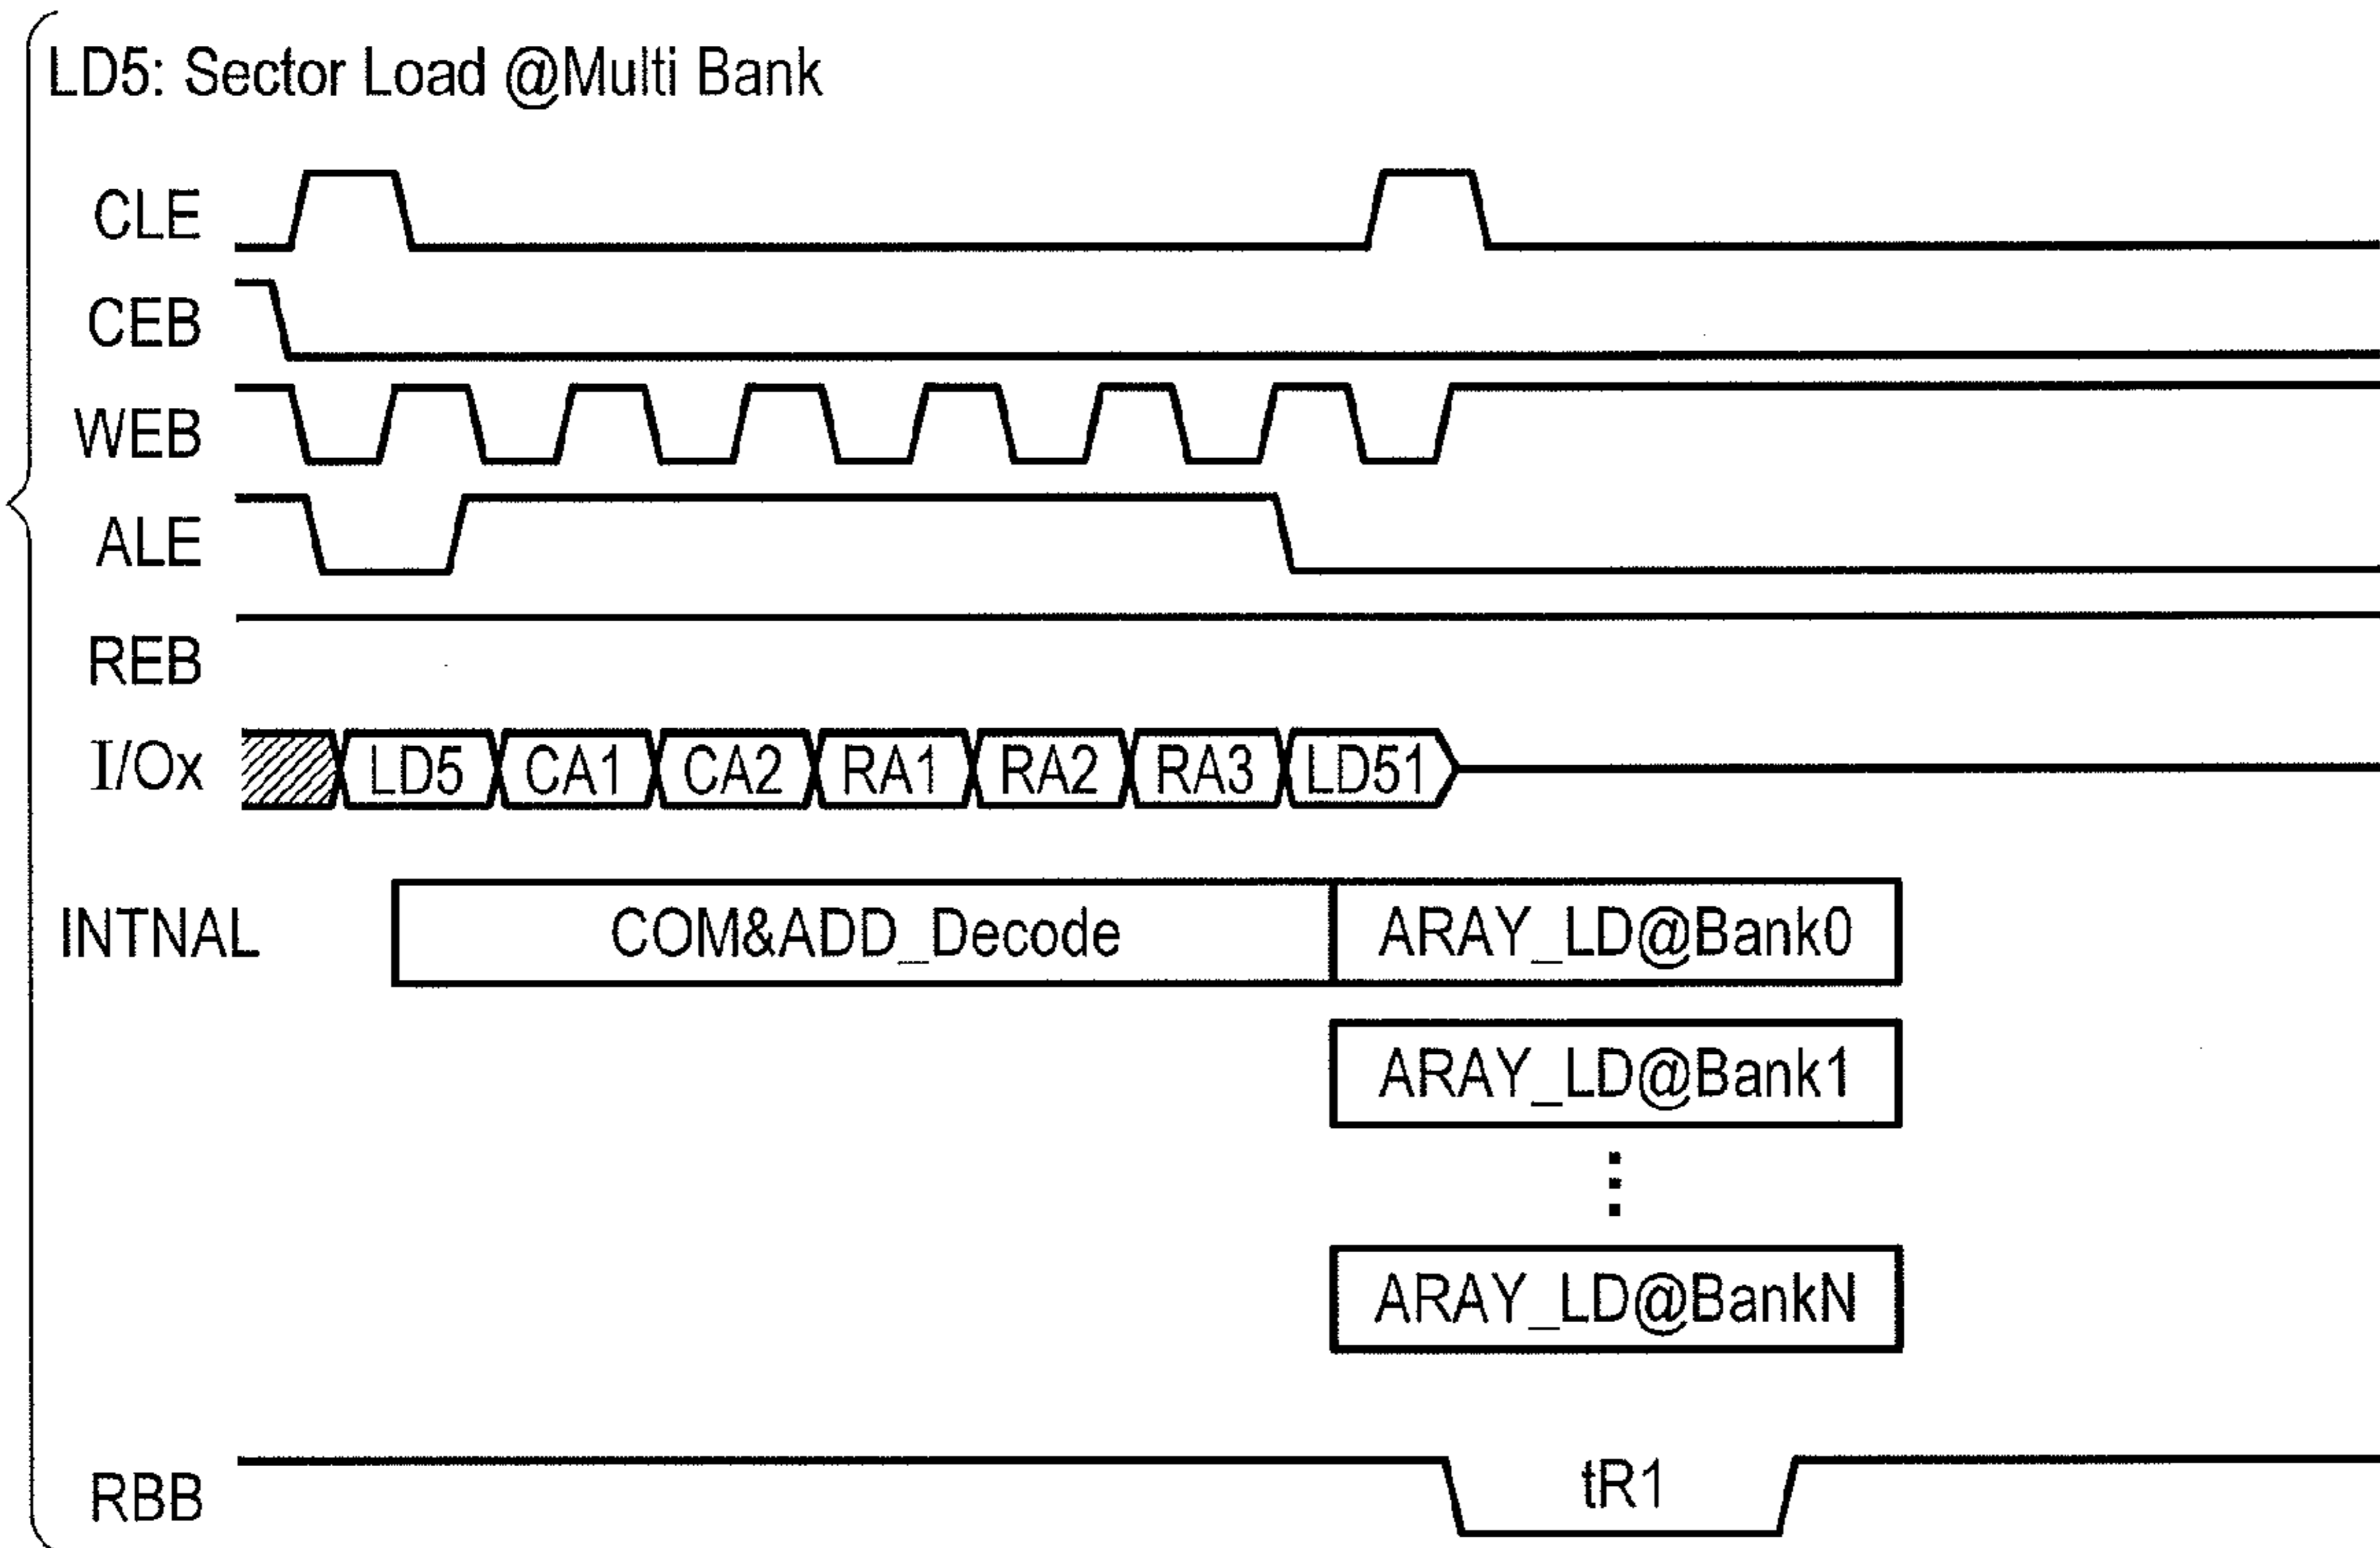 LD5: Sector Load @Multi Bank
CLE
CEB
WEB
ALE
REB
I/Ox LD5 CA1 CA2 RA1 RA2 RA3 LD51
INTNAL COM&ADD_Decode ARAY_LD@Bank0
ARAY_LD@Bank1
⋮
ARAY_LD@BankN
RBB tR1